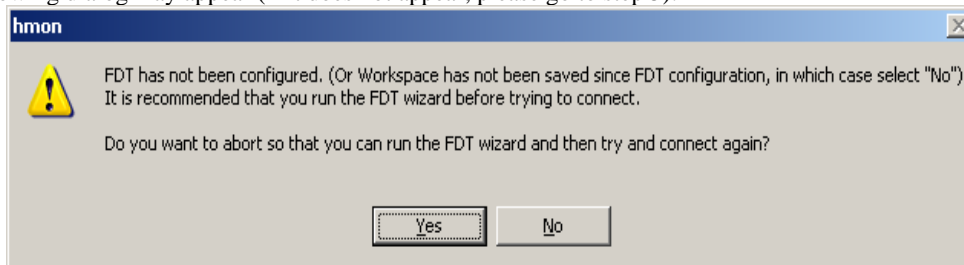 hmon
FDT has not been configured. (Or Workspace has not been saved since FDT configuration, in which case select "No")
It is recommended that you run the FDT wizard before trying to connect.
Do you want to abort so that you can run the FDT wizard and then try and connect again?
Yes No